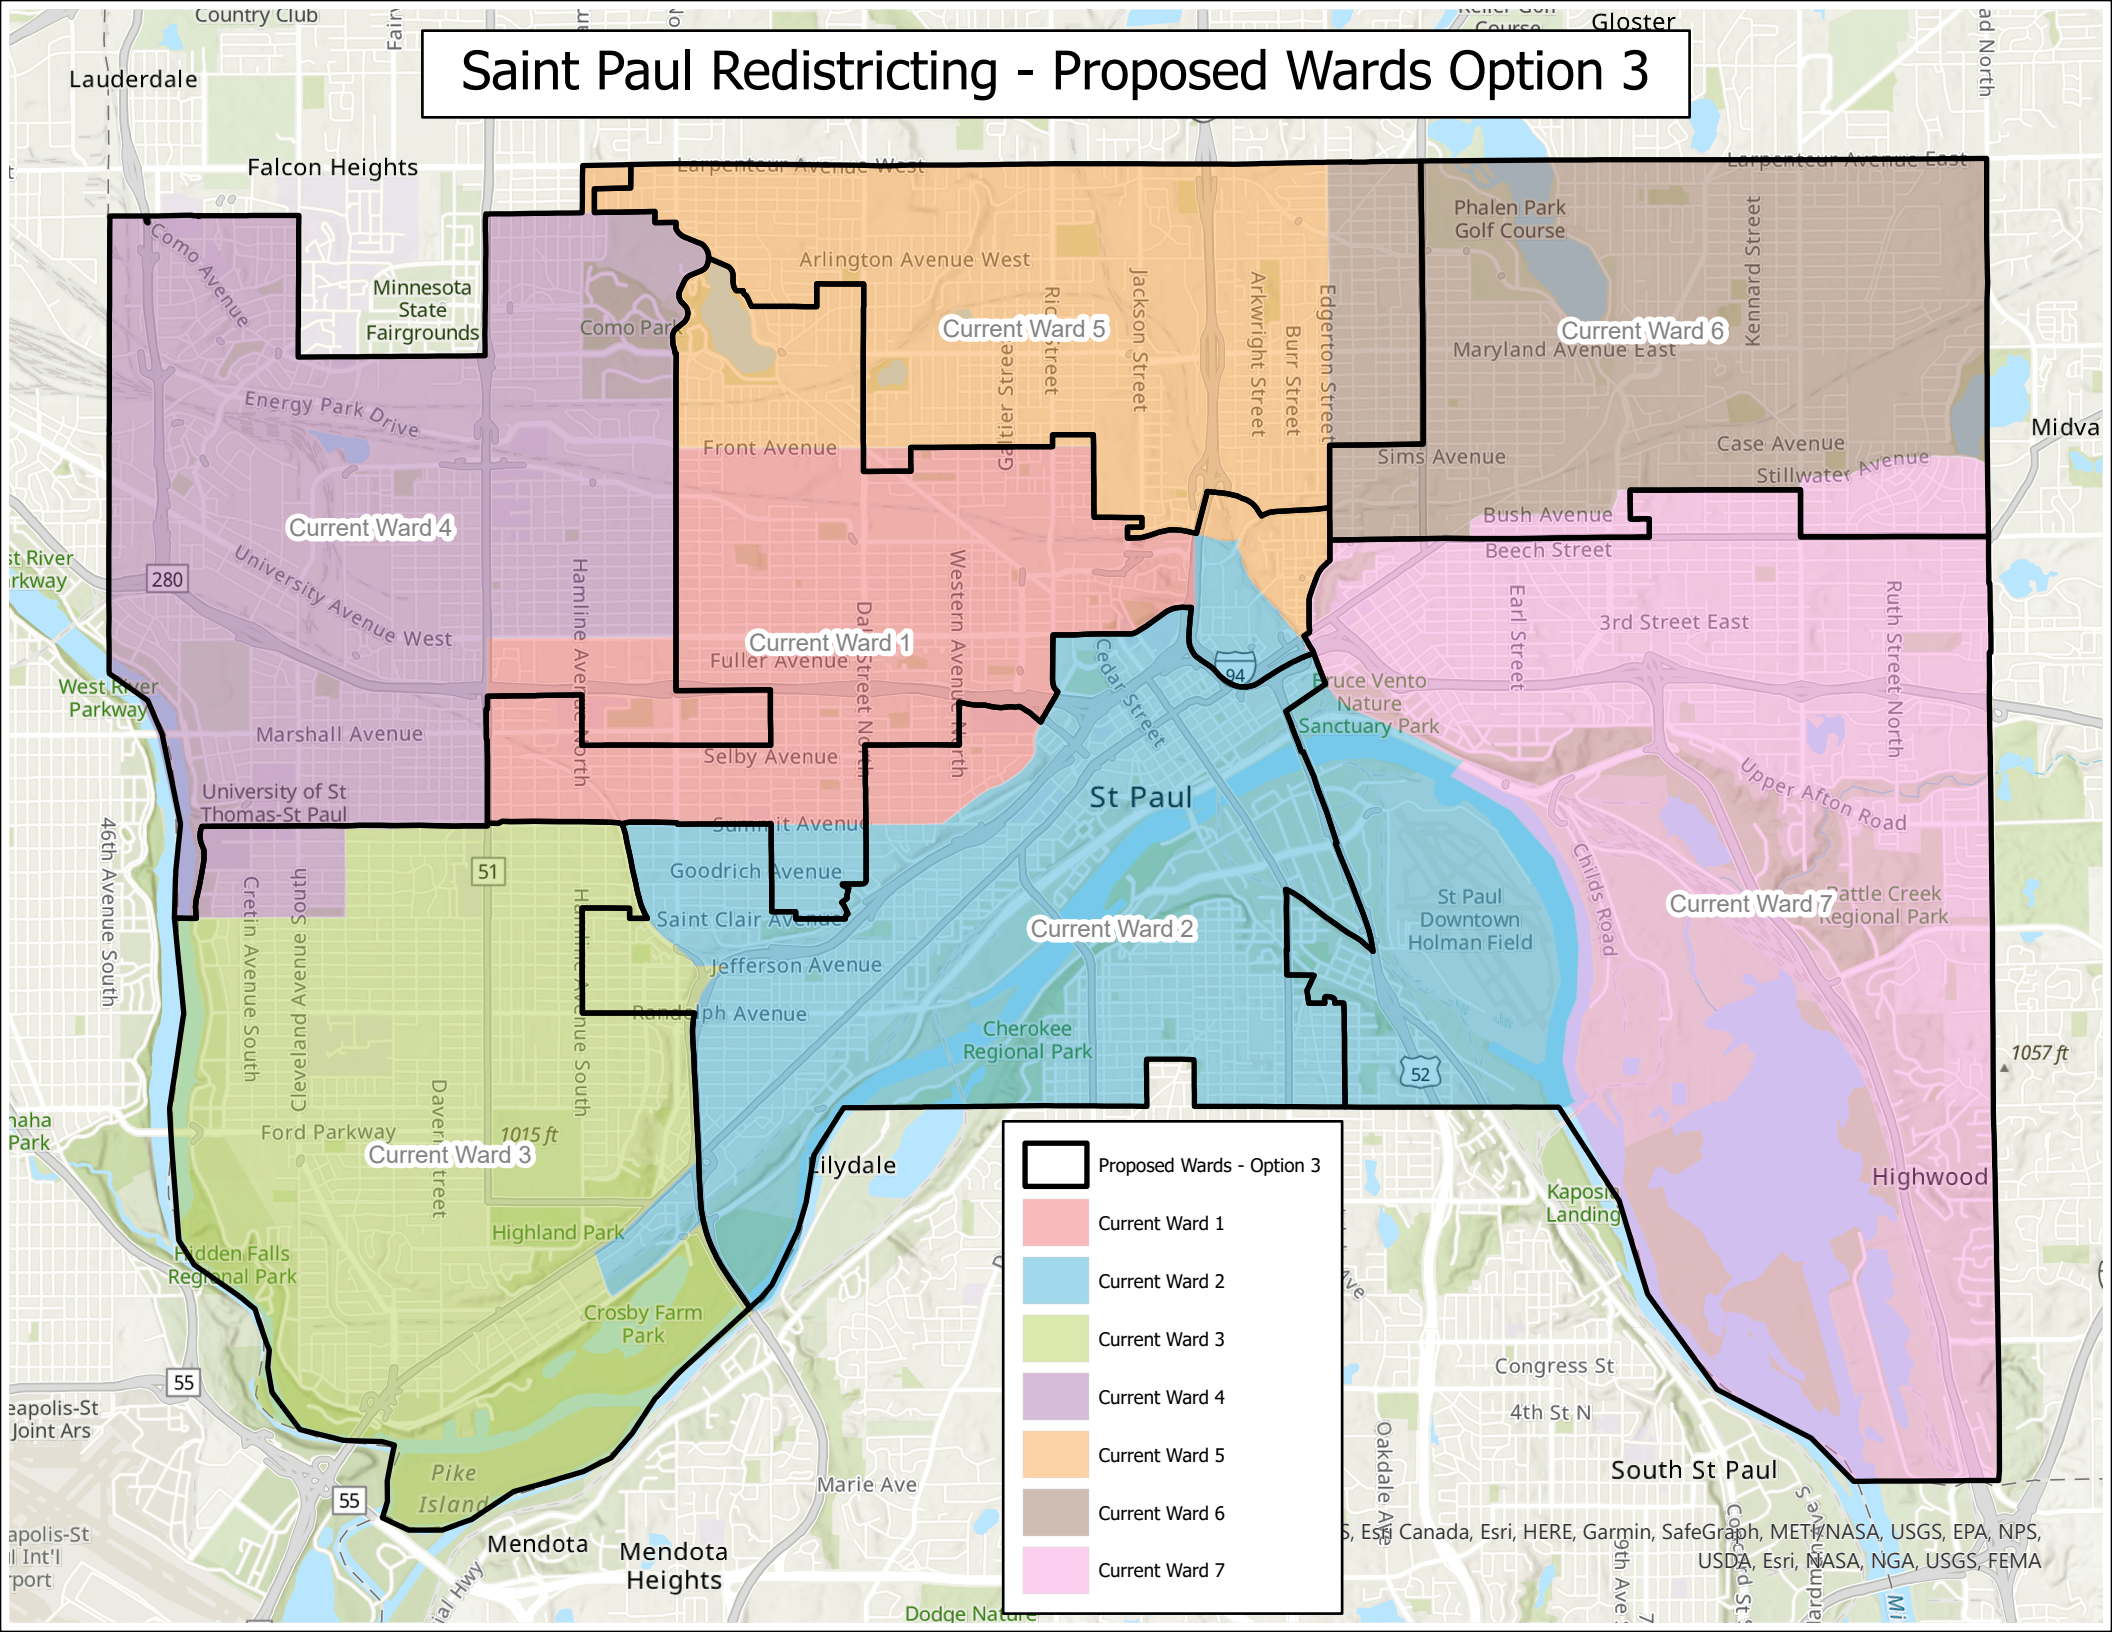 Country Club
Gloster
Course
Saint Paul Redistricting - Proposed Wards Option 3
Lauderdale
Falcon Heights
Larpenteur Avenue West
Larpenteur Avenue East
Como Avenue
Minnesota
State
Fairgrounds
Como Park
Arlington Avenue West
Jackson Street
Arkwright Street
Burr Street
Edgerton Street
Phalen Park
Golf Course
Kennard Street
Current Ward 5
Current Ward 6
Maryland Avenue East
Energy Park Drive
Front Avenue
Case Avenue
Sims Avenue
Stillwater Avenue
Midva
Current Ward 4
Bush Avenue
Beech Street
University Avenue West
280
Hamline Avenue North
Western Avenue North
Earl Street
3rd Street East
Ruth Street North
Current Ward 1
Fuller Avenue
Cedar Street
94
West River
Parkway
Bruce Vento
Nature
Sanctuary Park
Marshall Avenue
Selby Avenue
University of St
Thomas-St Paul
St Paul
Upper Afton Road
46th Avenue South
Summit Avenue
51
Goodrich Avenue
Cretin Avenue South
Cleveland Avenue South
Hamline Avenue South
Saint Clair Avenue
Current Ward 2
St Paul
Downtown
Holman Field
Childs Road
Current Ward 7
Battle Creek
Regional Park
Jefferson Avenue
Randolph Avenue
Cherokee
Regional Park
52
1057 ft
Ford Parkway
1015 ft
Current Ward 3
Lilydale
Highwood
Kaposia
Landing
Highland Park
Hidden Falls
Regional Park
Crosby Farm
Park
Proposed Wards - Option 3
Current Ward 1
Current Ward 2
Current Ward 3
Current Ward 4
Current Ward 5
Current Ward 6
Current Ward 7
55
Congress St
4th St N
Oakdale Ave
South St Paul
Pike
Island
55
Marie Ave
Mendota
Mendota
Heights
Dodge Nature
S, Esri Canada, Esri, HERE, Garmin, SafeGraph, METI/NASA, USGS, EPA, NPS,
USDA, Esri, NASA, NGA, USGS, FEMA